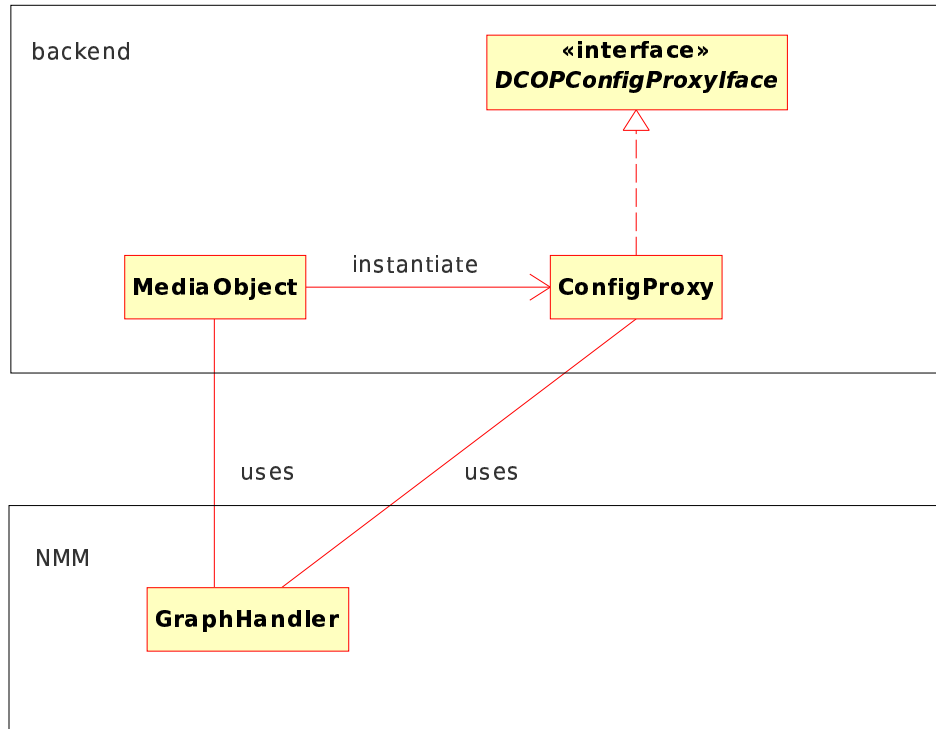 backend
«interface»
DCOPConfigProxyIface
instantiate
MediaObject
ConfigProxy
uses
uses
NMM
GraphHandler